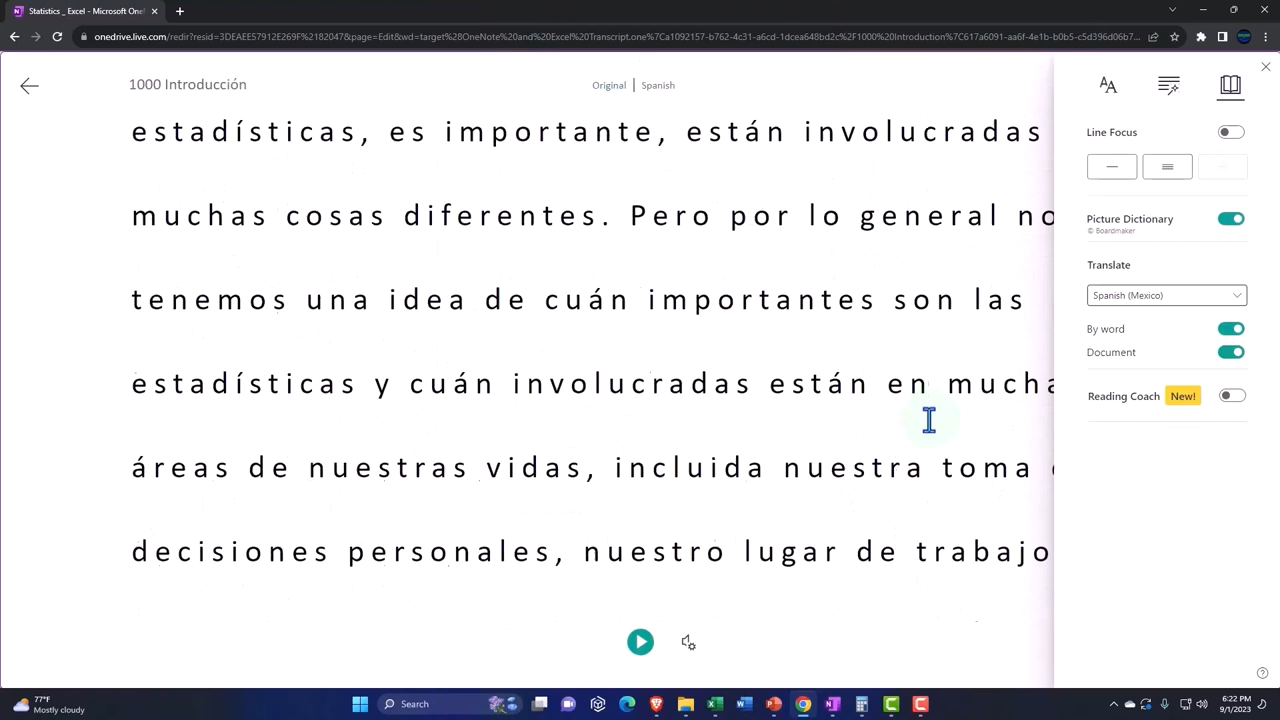 Statistics _ Excel - Microsoft One
onedrive.live.com/redir?resid=3DEAEE57912E269F%2182047&page=Edit&wd=target%28OneNote%20and%20Excel%20Transcript.one%7Ca1092157-b762-4c31-a6cd-1dcea648bd2c%2F1000%20Introduction%7C617a6091-a6af-4e1b-b0b5-c5d396d06b7...
1000 Introducción
Original | Spanish
estadísticas, es importante, están involucradas
muchas cosas diferentes. Pero por lo general no
tenemos una idea de cuán importantes son las
estadísticas y cuán involucradas están en mucha
áreas de nuestras vidas, incluida nuestra toma
decisiones personales, nuestro lugar de trabajo
Line Focus
Picture Dictionary
© Boardmaker
Translate
Spanish (Mexico)
By word
Document
Reading Coach New!
77°F
Mostly cloudy
Search
6:22 PM
9/1/2023